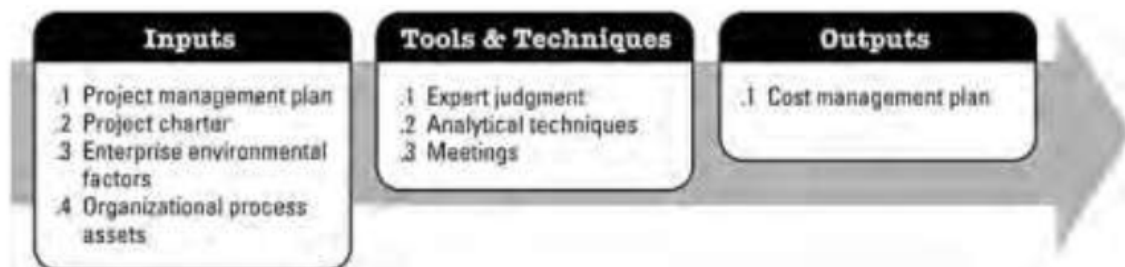 Inputs
.1 Project management plan
.2 Project charter
.3 Enterprise environmental
factors
.4 Organizational process
assets
Tools & Techniques
.1 Expert judgment
.2 Analytical techniques
.3 Meetings
Outputs
.1 Cost management plan